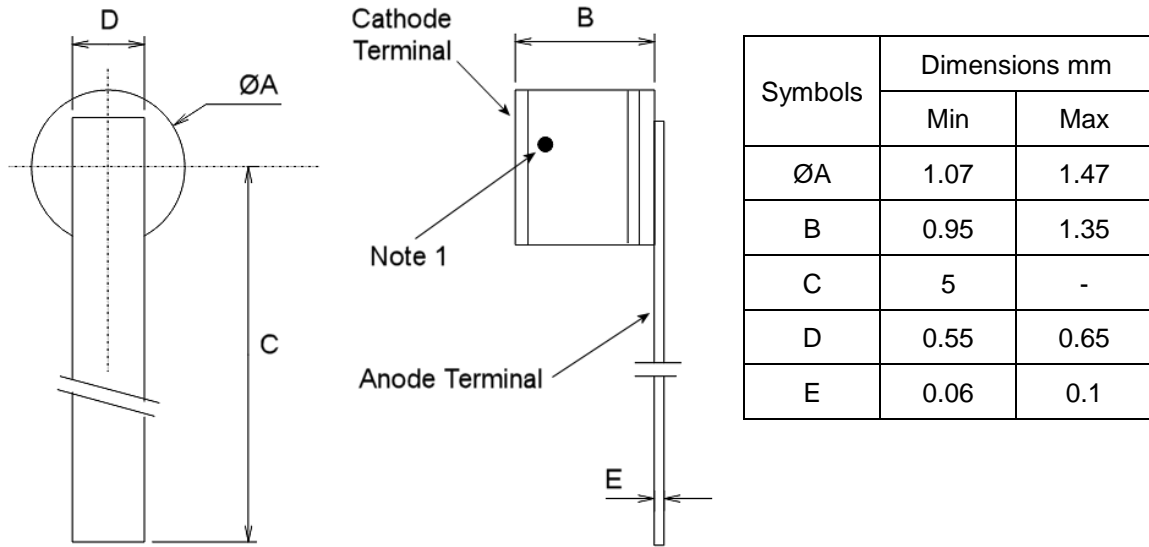 D
ØA
C
Cathode
Terminal
B
Note 1
Anode Terminal
E
Symbols
Dimensions mm
Min Max
ØA 1.07 1.47
B 0.95 1.35
C 5 -
D 0.55 0.65
E 0.06 0.1